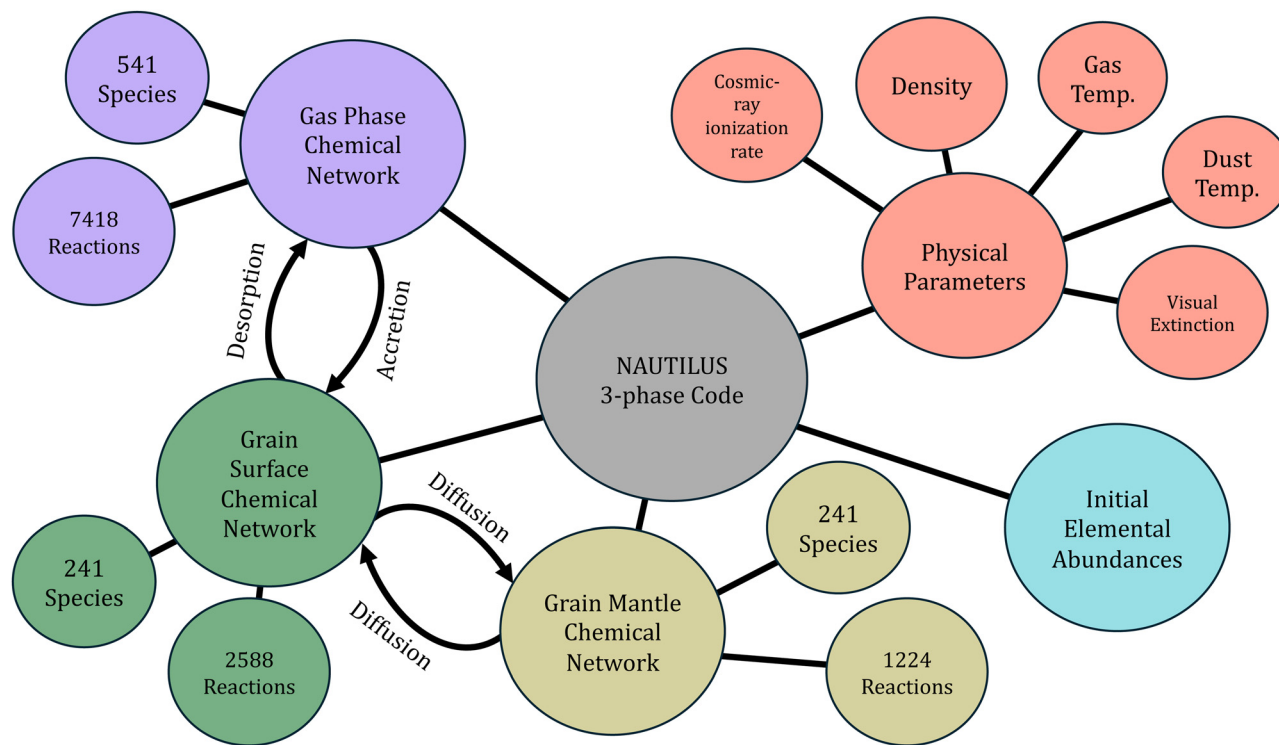 541
Species
7418
Reactions
Gas Phase
Chemical
Network
Desorption
Accretion
Cosmic-
ray
ionization
rate
Density
Gas
Temp.
Dust
Temp.
Physical
Parameters
Visual
Extinction
NAUTILUS
3-phase Code
Grain
Surface
Chemical
Network
241
Species
2588
Reactions
Diffusion
Diffusion
Grain Mantle
Chemical
Network
241
Species
1224
Reactions
Initial
Elemental
Abundances